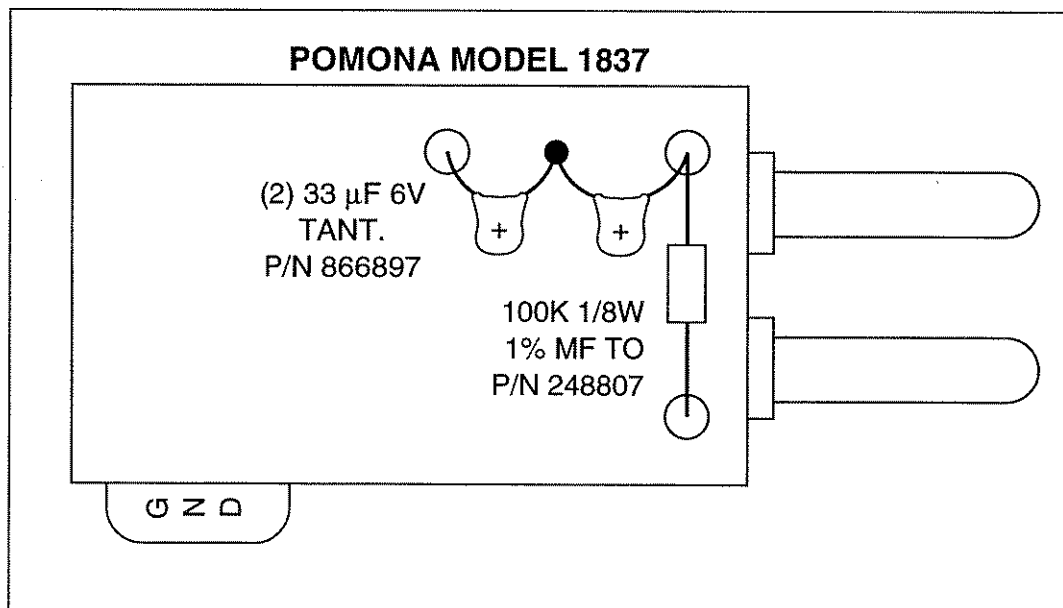 POMONA MODEL 1837
(2) 33 µF 6V
TANT.
P/N 866897
+ +
100K 1/8W
1% MF TO
P/N 248807
GND